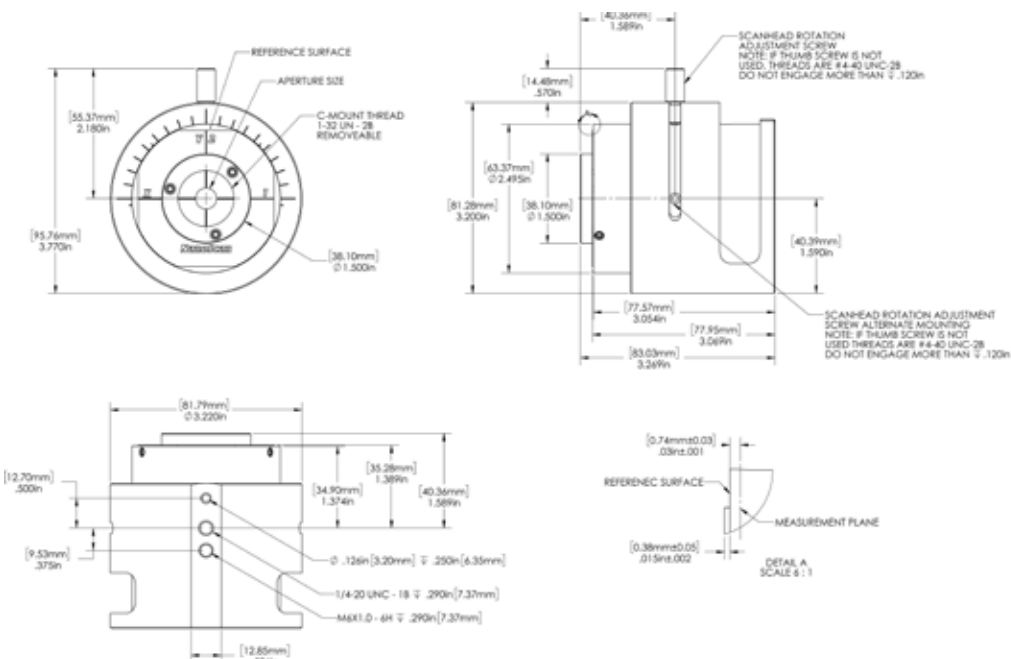 REFERENCE SURFACE
APERTURE SIZE
C-MOUNT THREAD
1-32 UN - 2B
REMOVEABLE
[55.37mm]
2.180in
[95.76mm]
3.770in
[38.10mm]
∅1.500in
[40.36mm]
1.589in
[14.48mm]
.570in
SCANHEAD ROTATION
ADJUSTMENT SCREW
NOTE: IF THUMB SCREW IS NOT
USED, THREADS ARE #4-40 UNC-2B
DO NOT ENGAGE MORE THAN ↧ .120in
[63.37mm]
∅2.495in
[81.28mm]
3.200in
[38.10mm]
∅1.500in
[40.39mm]
1.590in
[77.57mm]
3.054in
[77.95mm]
3.069in
[83.03mm]
3.269in
SCANHEAD ROTATION ADJUSTMENT
SCREW ALTERNATE MOUNTING
NOTE: IF THUMB SCREW IS NOT
USED THREADS ARE #4-40 UNC-2B
DO NOT ENGAGE MORE THAN ↧ .120in
[81.79mm]
∅3.220in
[12.70mm]
.500in
[9.53mm]
.375in
[34.90mm]
1.374in
[35.28mm]
1.389in
[40.36mm]
1.589in
∅ .126in[3.20mm] ↧ .250in[6.35mm]
1/4-20 UNC - 1B ↧ .290in[7.37mm]
M6X1.0 - 6H ↧ .290in[7.37mm]
[12.85mm]
[0.74mm±0.03]
.03in±.001
REFERENEC SURFACE
MEASUREMENT PLANE
[0.38mm±0.05]
.015in±.002
DETAIL A
SCALE 6 : 1